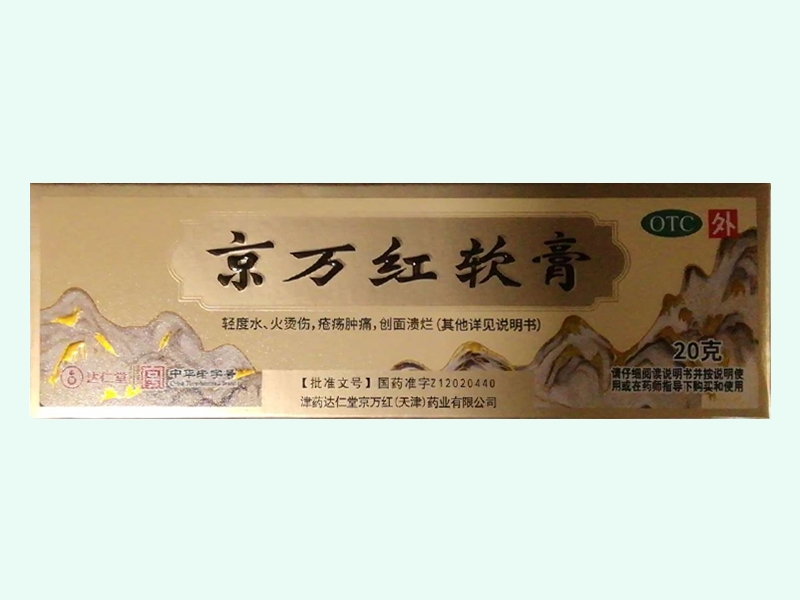 OTC 外
京万红软膏
轻度水、火烫伤，疮疡肿痛，创面溃烂(其他详见说明书)
20克
达仁堂 中华老字号
China Time-honored Brand
请仔细阅读说明书并按说明使
用或在药师指导下购买和使用
【批准文号】国药准字Z12020440
津药达仁堂京万红(天津)药业有限公司